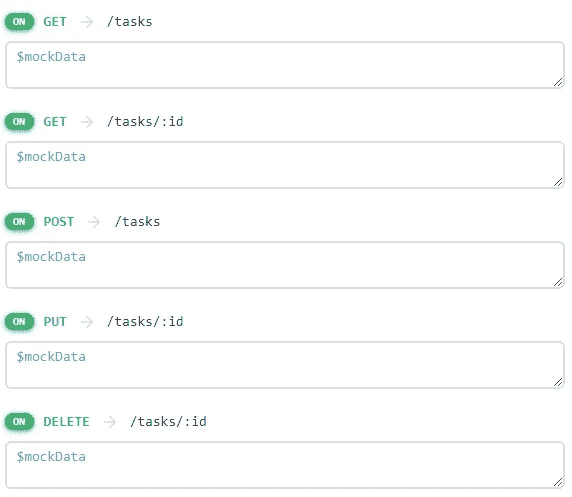 ON GET → /tasks
$mockData
ON GET → /tasks/:id
$mockData
ON POST → /tasks
$mockData
ON PUT → /tasks/:id
$mockData
ON DELETE → /tasks/:id
$mockData